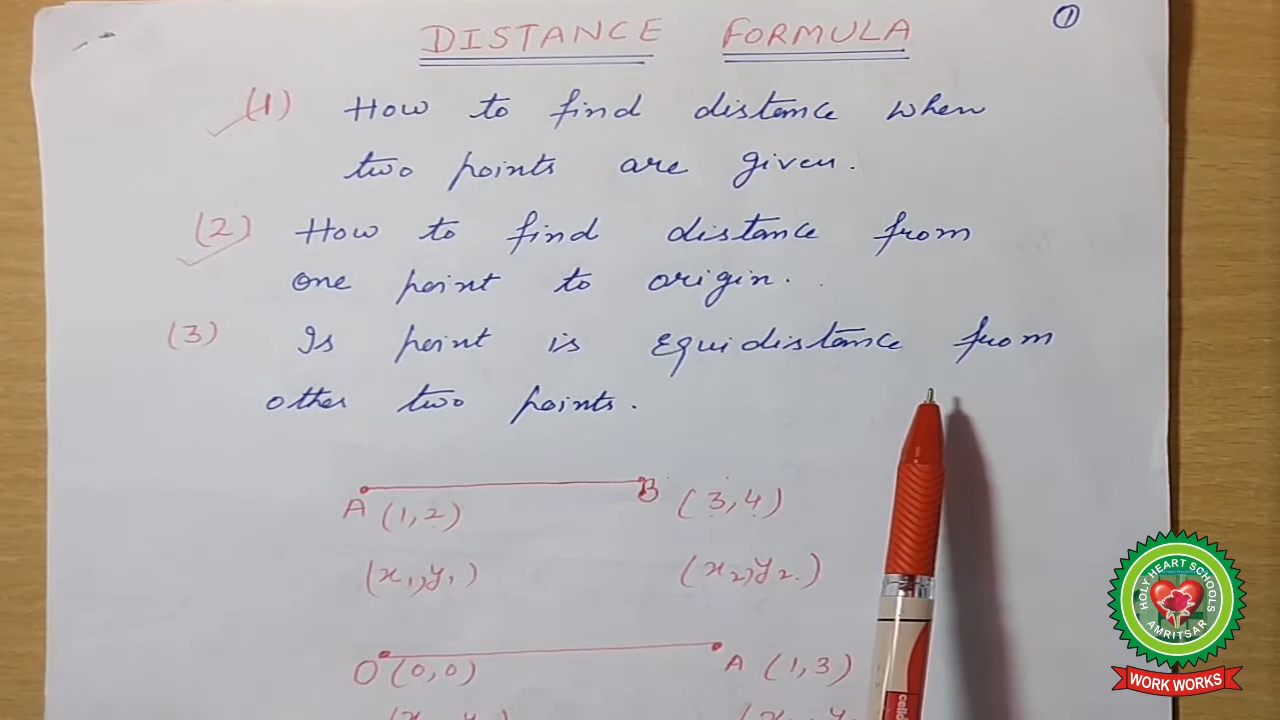 DISTANCE FORMULA
①
(1) How to find distance when
two points are given.
(2) How to find distance from
one point to origin.
(3) Is point is Equidistance from
other two points.
A (1,2) B (3,4)
(x₁,y₁) (x₂,y₂.)
O (0,0) A (1,3)
HOLY HEART SCHOOLS
AMRITSAR
WORK WORKS